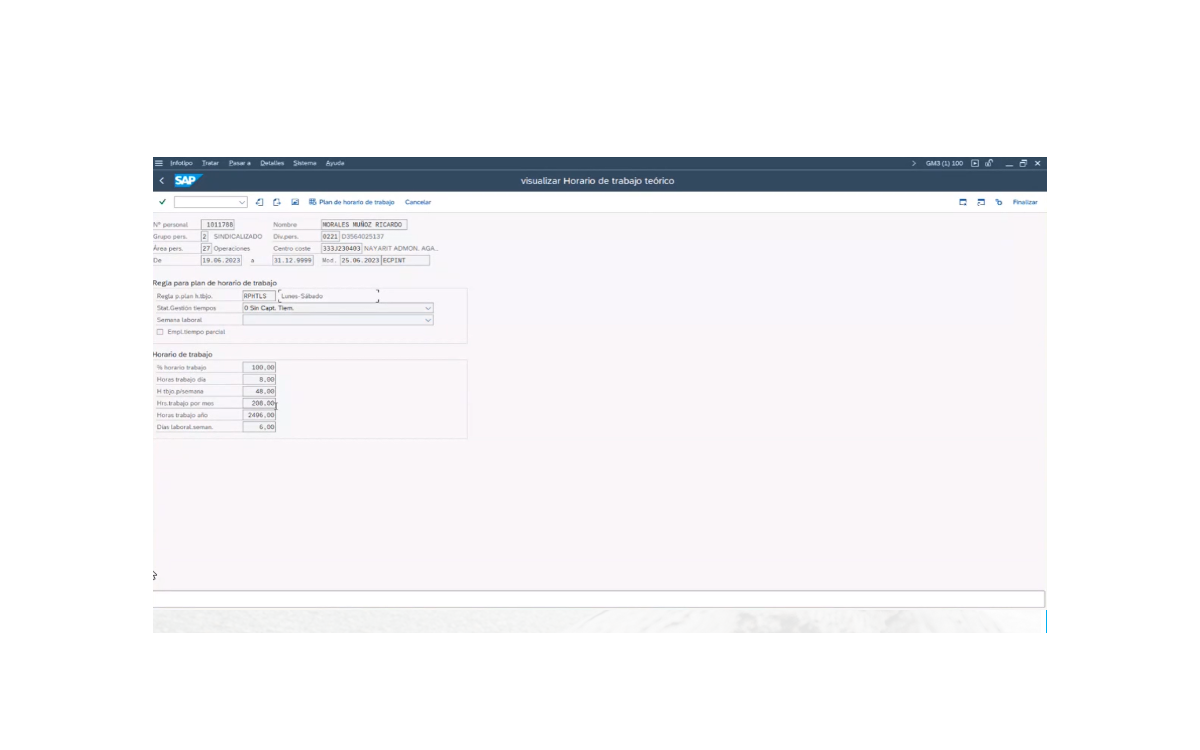 Infotipo Tratar Pasar a Detalles Sistema Ayuda GM3 (1) 100
SAP visualizar Horario de trabajo teórico
Plan de horario de trabajo Cancelar Finalizar
Nº personal 1011788 Nombre MORALES MUÑOZ RICARDO
Grupo pers. 2 SINDICALIZADO Div.pers. 0221 D3564025137
Área pers. 27 Operaciones Centro coste 333J230403 NAYARIT ADMON. AGA..
De 19.06.2023 a 31.12.9999 Mod. 25.06.2023 ECPINT
Regla para plan de horario de trabajo
Regla p.plan h.tbjo. RPHTLS Lunes-Sábado
Stat.Gestión tiempos 0 Sin Capt. Tiem.
Semana laboral
Empl.tiempo parcial
Horario de trabajo
% horario trabajo 100,00
Horas trabajo día 8,00
H.tbjo.p/semana 48,00
Hrs.trabajo por mes 208,00
Horas trabajo año 2496,00
Días laboral.seman. 6,00